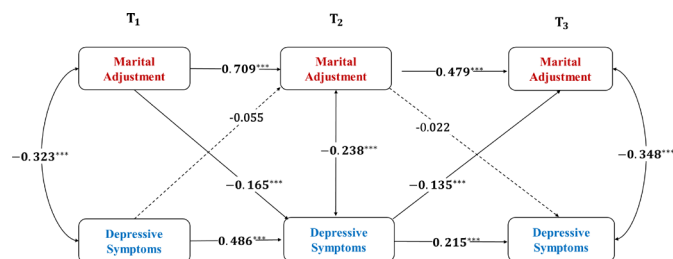 T1 T2 T3
Marital Adjustment
0.709***
Marital Adjustment
0.479***
Marital Adjustment
-0.055
-0.022
−0.323***
−0.238***
−0.348***
−0.165***
−0.135***
Depressive Symptoms
0.486***
Depressive Symptoms
0.215***
Depressive Symptoms